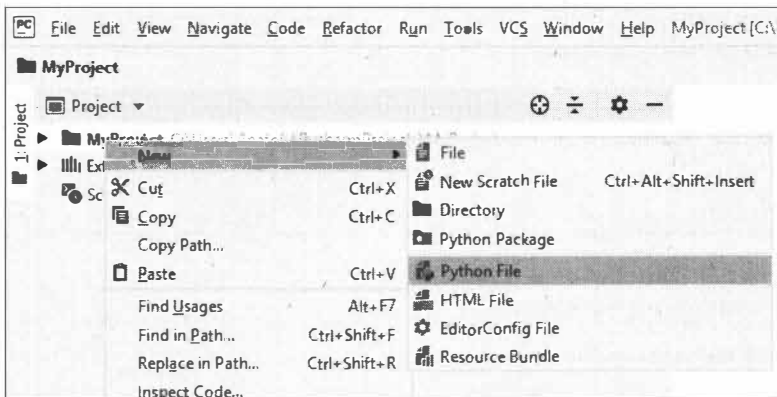 PC File Edit View Navigate Code Refactor Run Tools VCS Window Help MyProject [C:\
MyProject
Project
1: Project
MyProject
Ext
Sc
New
Cut Ctrl+X
Copy Ctrl+C
Copy Path...
Paste Ctrl+V
Find Usages Alt+F7
Find in Path... Ctrl+Shift+F
Replace in Path... Ctrl+Shift+R
Inspect Code...
File
New Scratch File Ctrl+Alt+Shift+Insert
Directory
Python Package
Python File
HTML File
EditorConfig File
Resource Bundle